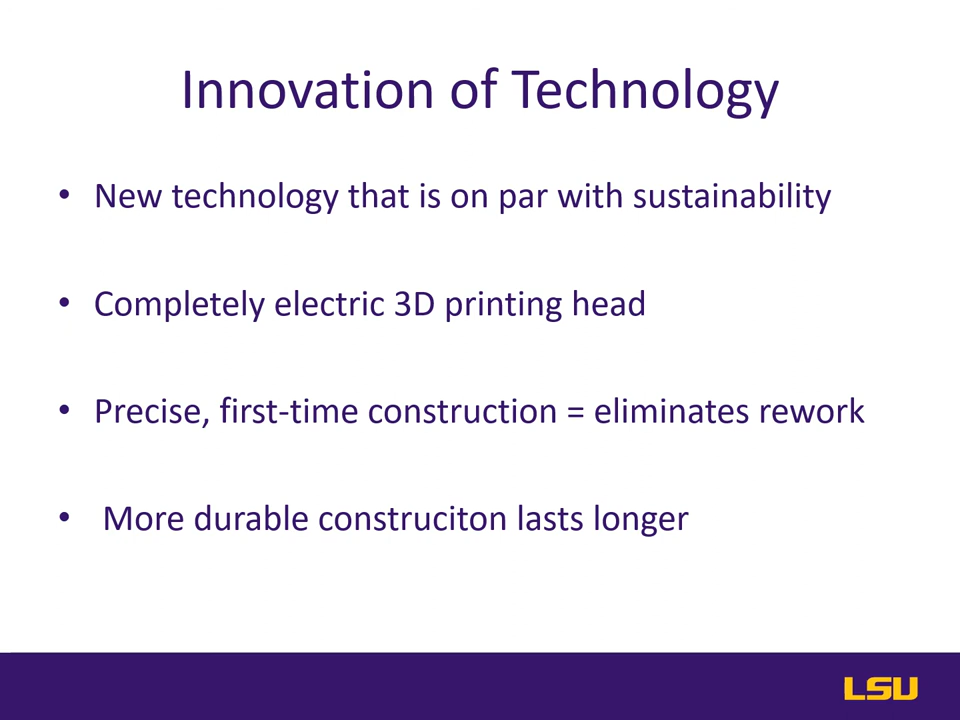 Innovation of Technology
• New technology that is on par with sustainability
• Completely electric 3D printing head
• Precise, first-time construction = eliminates rework
• More durable construciton lasts longer
LSU